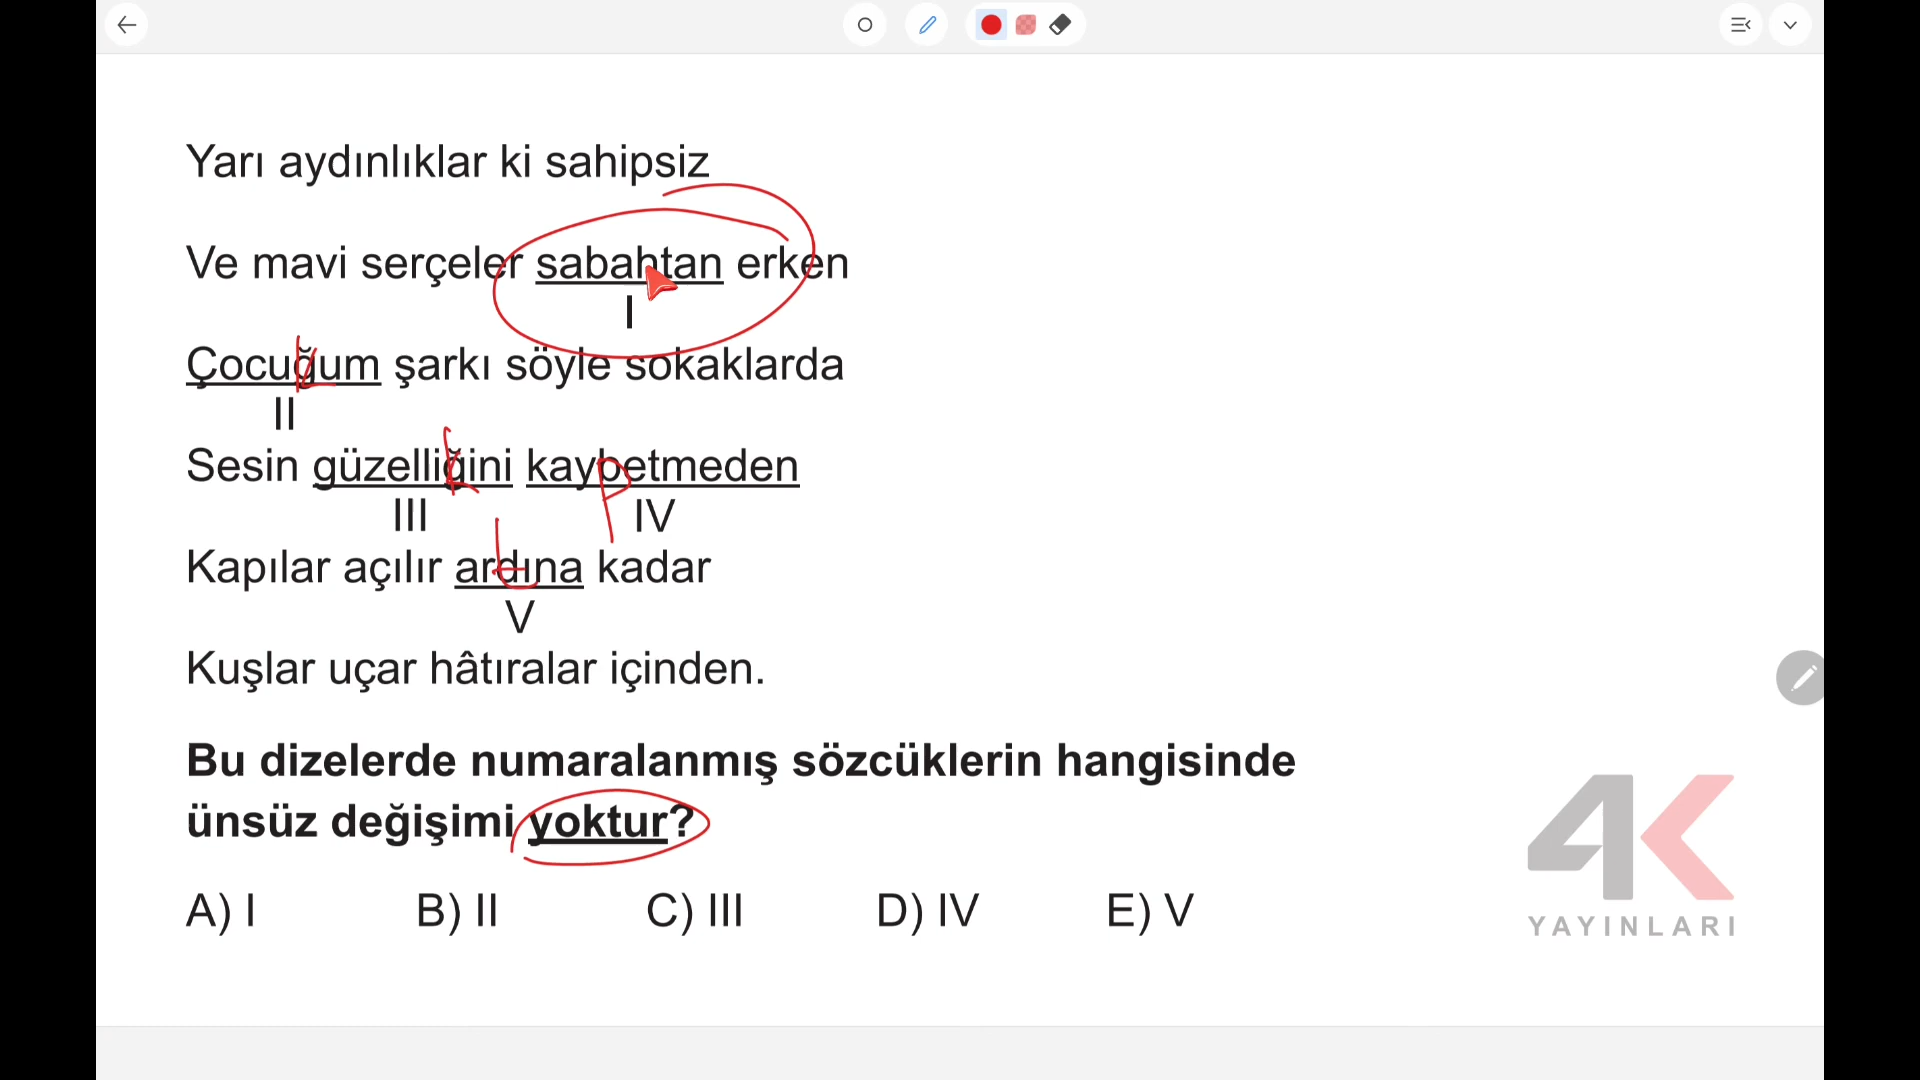 Yarı aydınlıklar ki sahipsiz
Ve mavi serçeler sabahtan erken
I
Çocuğum şarkı söyle sokaklarda
II
Sesin güzelliğini kaybetmeden
III IV
Kapılar açılır ardına kadar
V
Kuşlar uçar hâtıralar içinden.
Bu dizelerde numaralanmış sözcüklerin hangisinde
ünsüz değişimi yoktur?
A) I B) II C) III D) IV E) V
4K
YAYINLARI
k
k
p
t